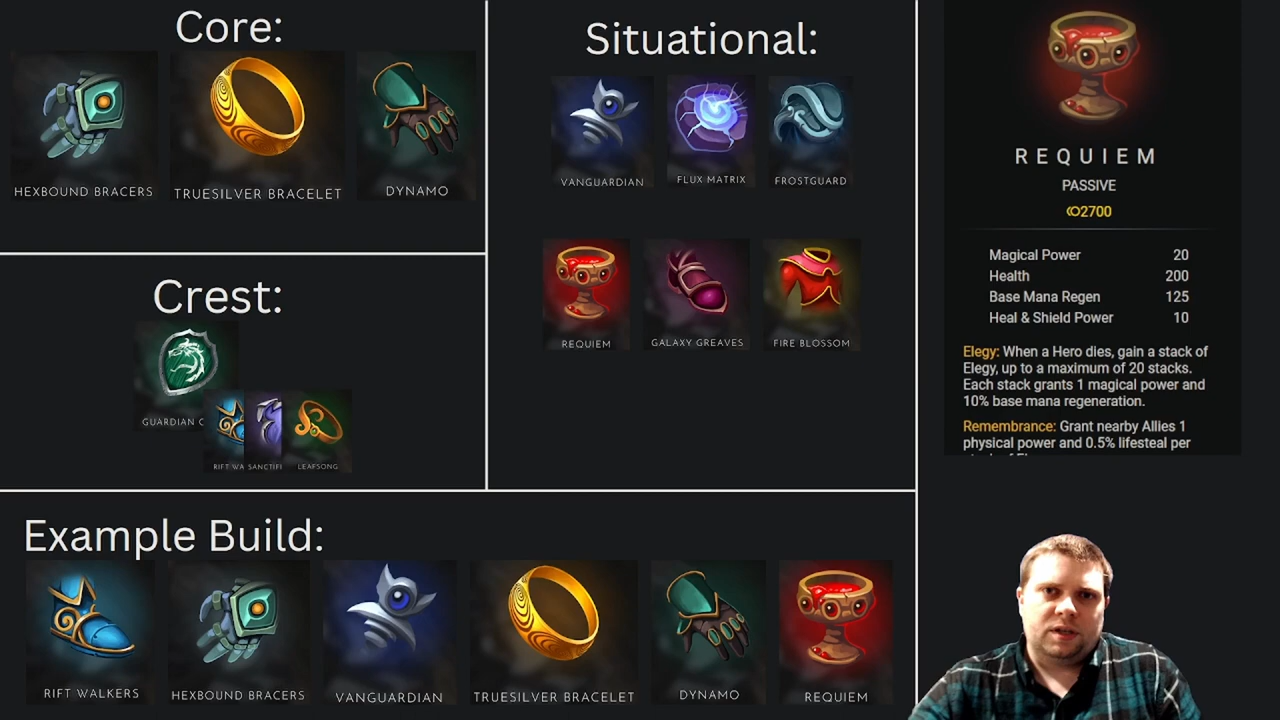 Core:
HEXBOUND BRACERS
TRUESILVER BRACELET
DYNAMO
Crest:
GUARDIAN C
RIFT WA
SANCTIFI
LEAFSONG
Situational:
VANGUARDIAN
FLUX MATRIX
FROSTGUARD
REQUIEM
GALAXY GREAVES
FIRE BLOSSOM
Example Build:
RIFT WALKERS
HEXBOUND BRACERS
VANGUARDIAN
TRUESILVER BRACELET
DYNAMO
REQUIEM
REQUIEM
PASSIVE
2700
Magical Power 20
Health 200
Base Mana Regen 125
Heal & Shield Power 10
Elegy: When a Hero dies, gain a stack of
Elegy, up to a maximum of 20 stacks.
Each stack grants 1 magical power and
10% base mana regeneration.
Remembrance: Grant nearby Allies 1
physical power and 0.5% lifesteal per